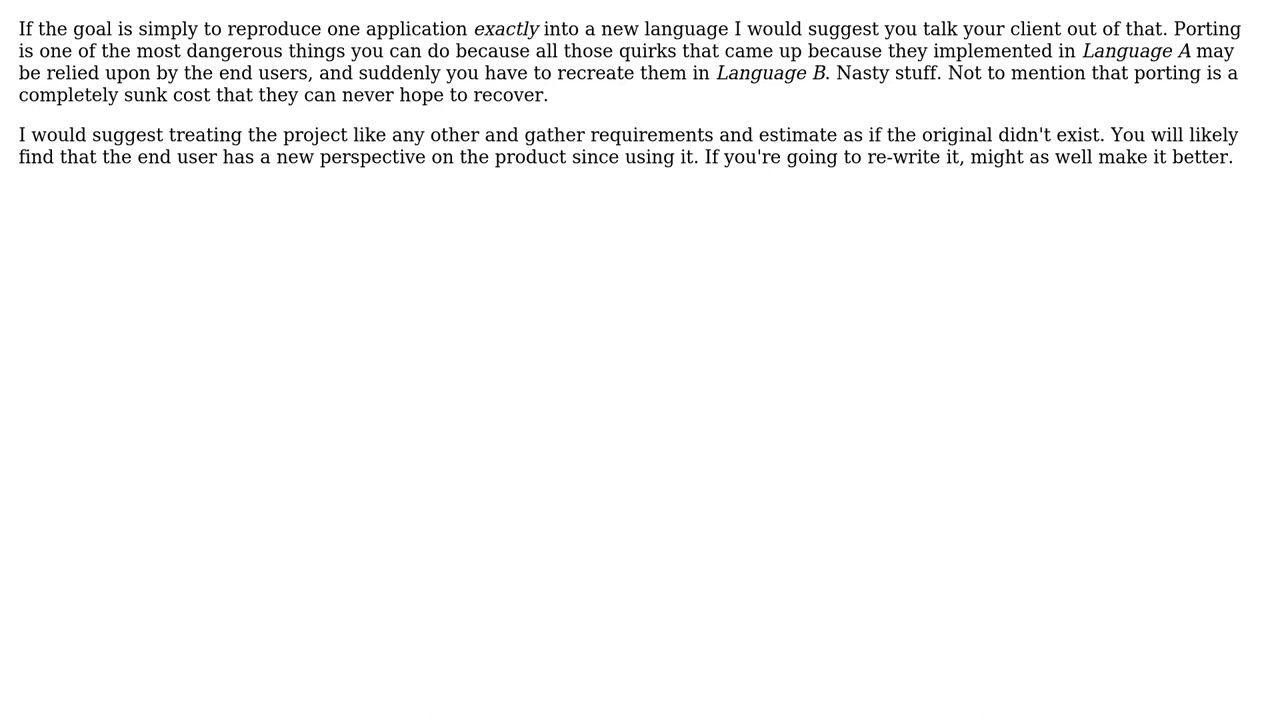 If the goal is simply to reproduce one application exactly into a new language I would suggest you talk your client out of that. Porting
is one of the most dangerous things you can do because all those quirks that came up because they implemented in Language A may
be relied upon by the end users, and suddenly you have to recreate them in Language B. Nasty stuff. Not to mention that porting is a
completely sunk cost that they can never hope to recover.
I would suggest treating the project like any other and gather requirements and estimate as if the original didn't exist. You will likely
find that the end user has a new perspective on the product since using it. If you're going to re-write it, might as well make it better.